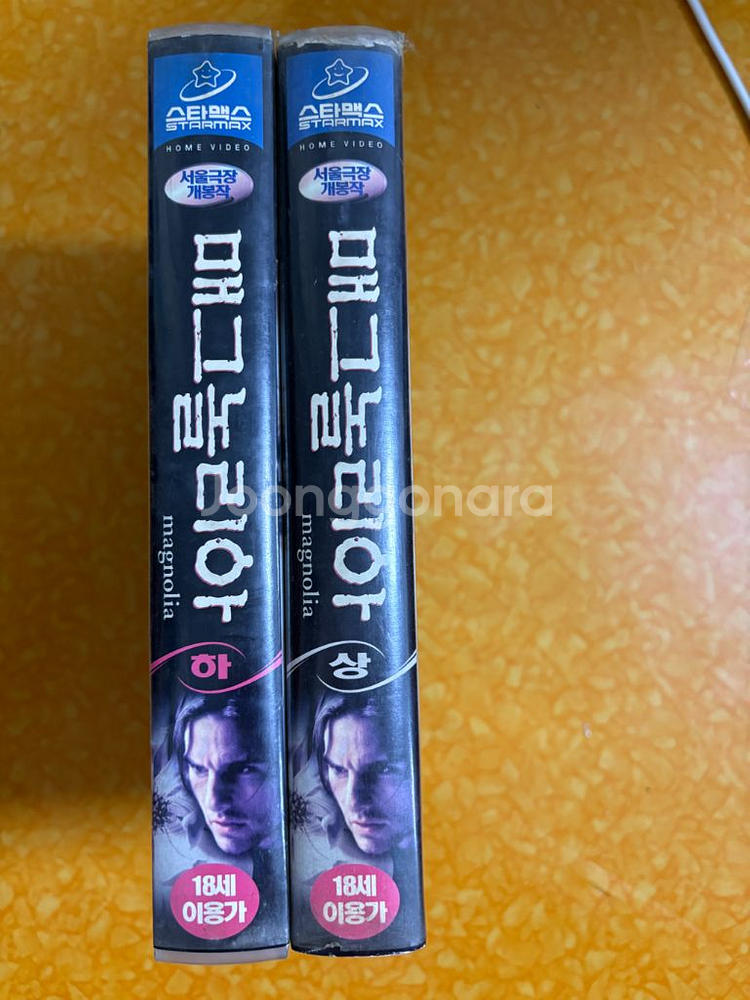 스타맥스
STARMAX
HOME VIDEO
서울극장
개봉작
매그놀리아
magnolia
하
18세
이용가
스타맥스
STARMAX
HOME VIDEO
서울극장
개봉작
매그놀리아
magnolia
상
18세
이용가
Joonggonara